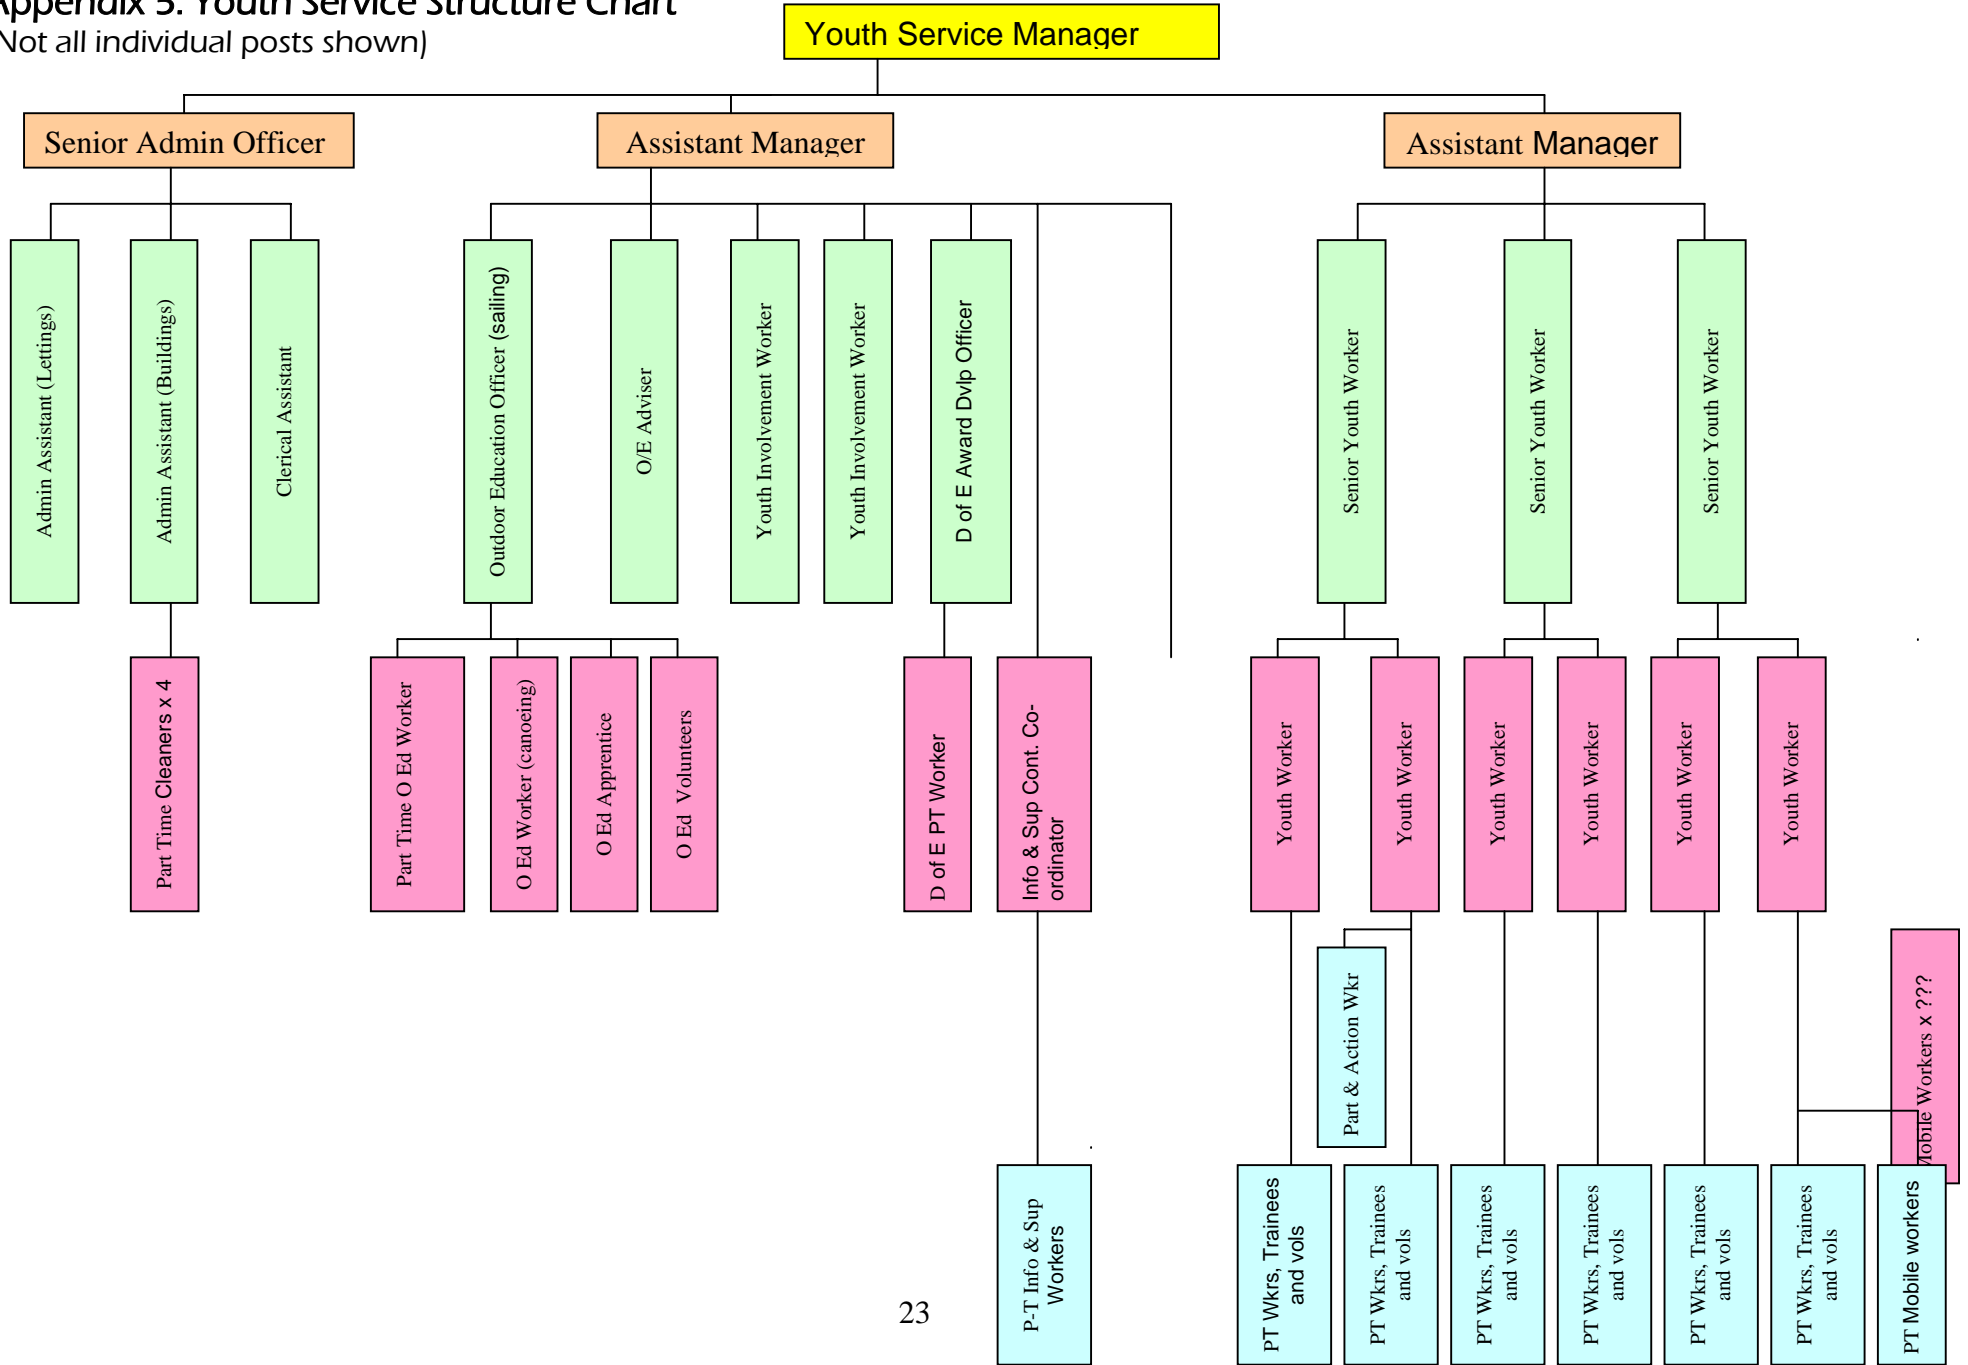 Appendix 5: Youth Service Structure Chart
(Not all individual posts shown)
Youth Service Manager
Senior Admin Officer
Assistant Manager
Assistant Manager
Admin Assistant (Lettings)
Admin Assistant (Buildings)
Clerical Assistant
Outdoor Education Officer (sailing)
O/E Adviser
Youth Involvement Worker
Youth Involvement Worker
D of E Award Dvlp Officer
Senior Youth Worker
Senior Youth Worker
Senior Youth Worker
Part Time Cleaners x 4
Part Time O Ed Worker
O Ed Worker (canoeing)
O Ed Apprentice
O Ed Volunteers
D of E PT Worker
Info & Sup Cont. Co-
ordinator
Youth Worker
Youth Worker
Youth Worker
Youth Worker
Youth Worker
Youth Worker
Part & Action Wkr
Mobile Workers x ???
P-T Info & Sup
Workers
PT Wkrs, Trainees
and vols
PT Wkrs, Trainees
and vols
PT Wkrs, Trainees
and vols
PT Wkrs, Trainees
and vols
PT Wkrs, Trainees
and vols
PT Wkrs, Trainees
and vols
PT Mobile workers
23